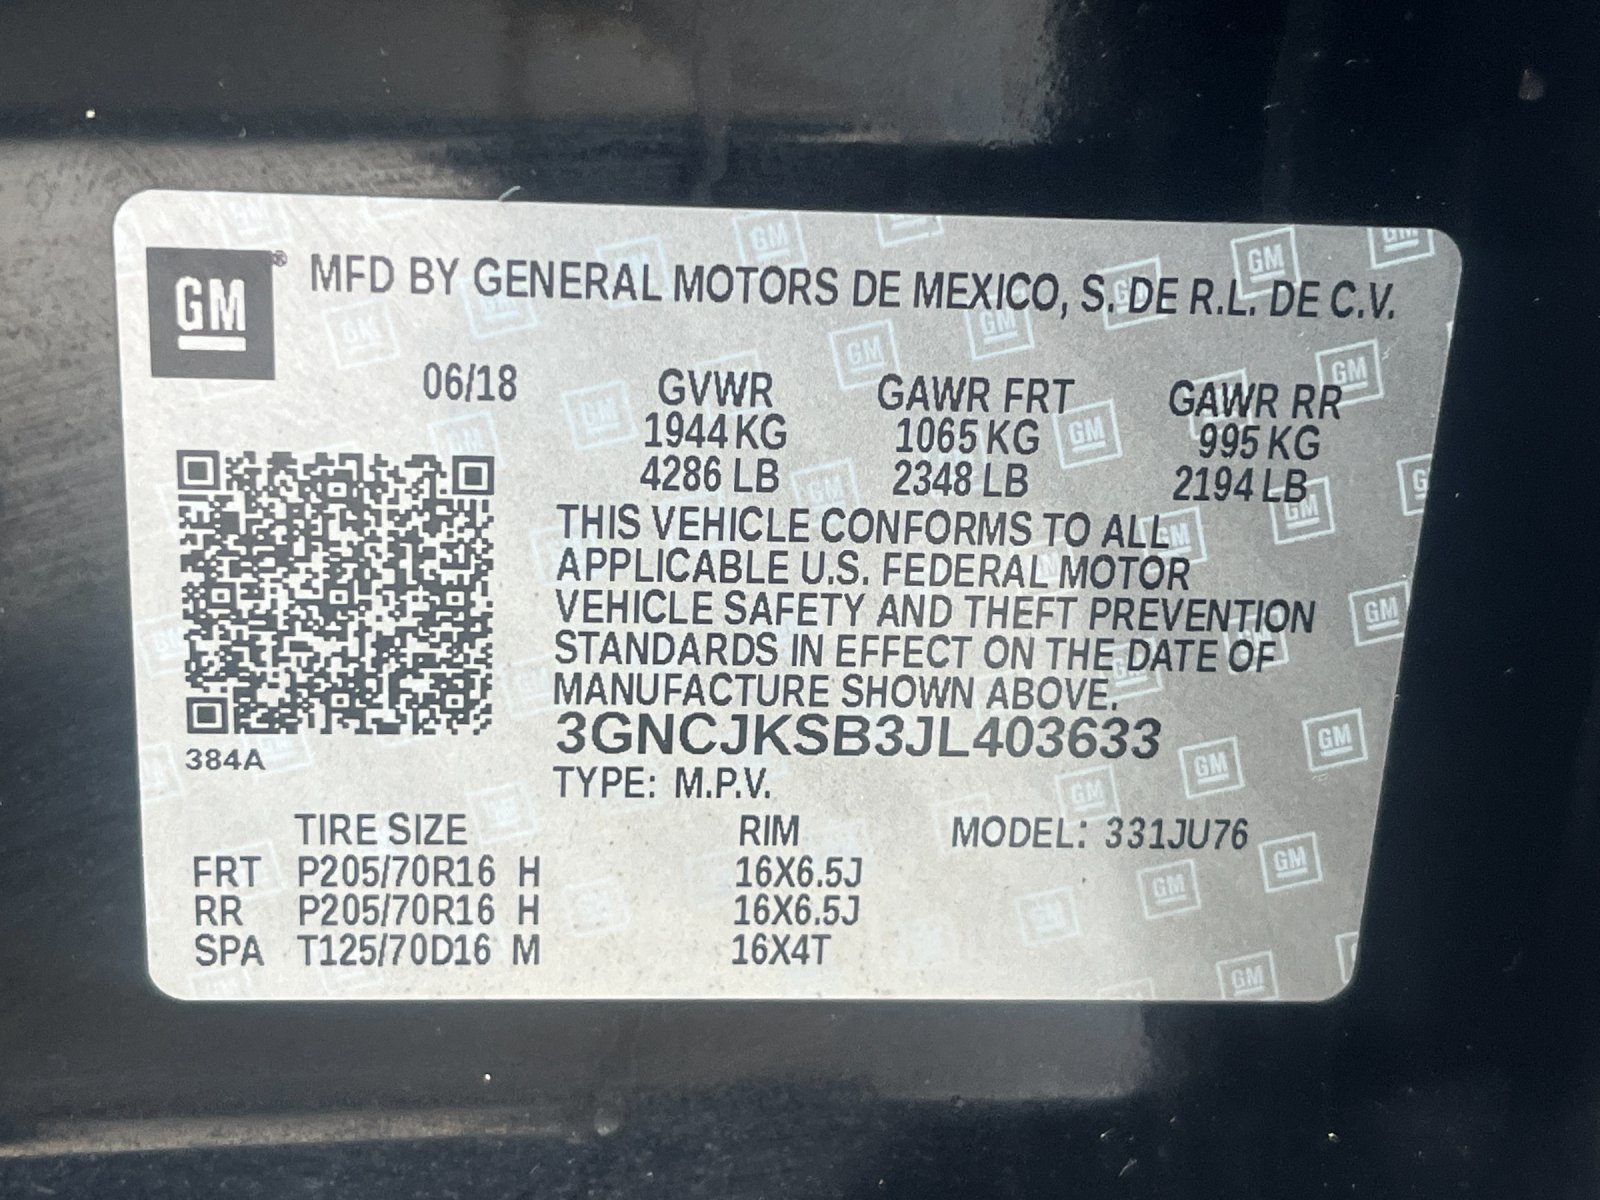 GM® MFD BY GENERAL MOTORS DE MEXICO, S. DE R.L. DE C.V.
06/18 GVWR GAWR FRT GAWR RR
1944 KG 1065 KG 995 KG
4286 LB 2348 LB 2194 LB
THIS VEHICLE CONFORMS TO ALL
APPLICABLE U.S. FEDERAL MOTOR
VEHICLE SAFETY AND THEFT PREVENTION
STANDARDS IN EFFECT ON THE DATE OF
MANUFACTURE SHOWN ABOVE.
3GNCJKSB3JL403633
384A
TYPE: M.P.V.
TIRE SIZE RIM MODEL: 331JU76
FRT P205/70R16 H 16X6.5J
RR P205/70R16 H 16X6.5J
SPA T125/70D16 M 16X4T